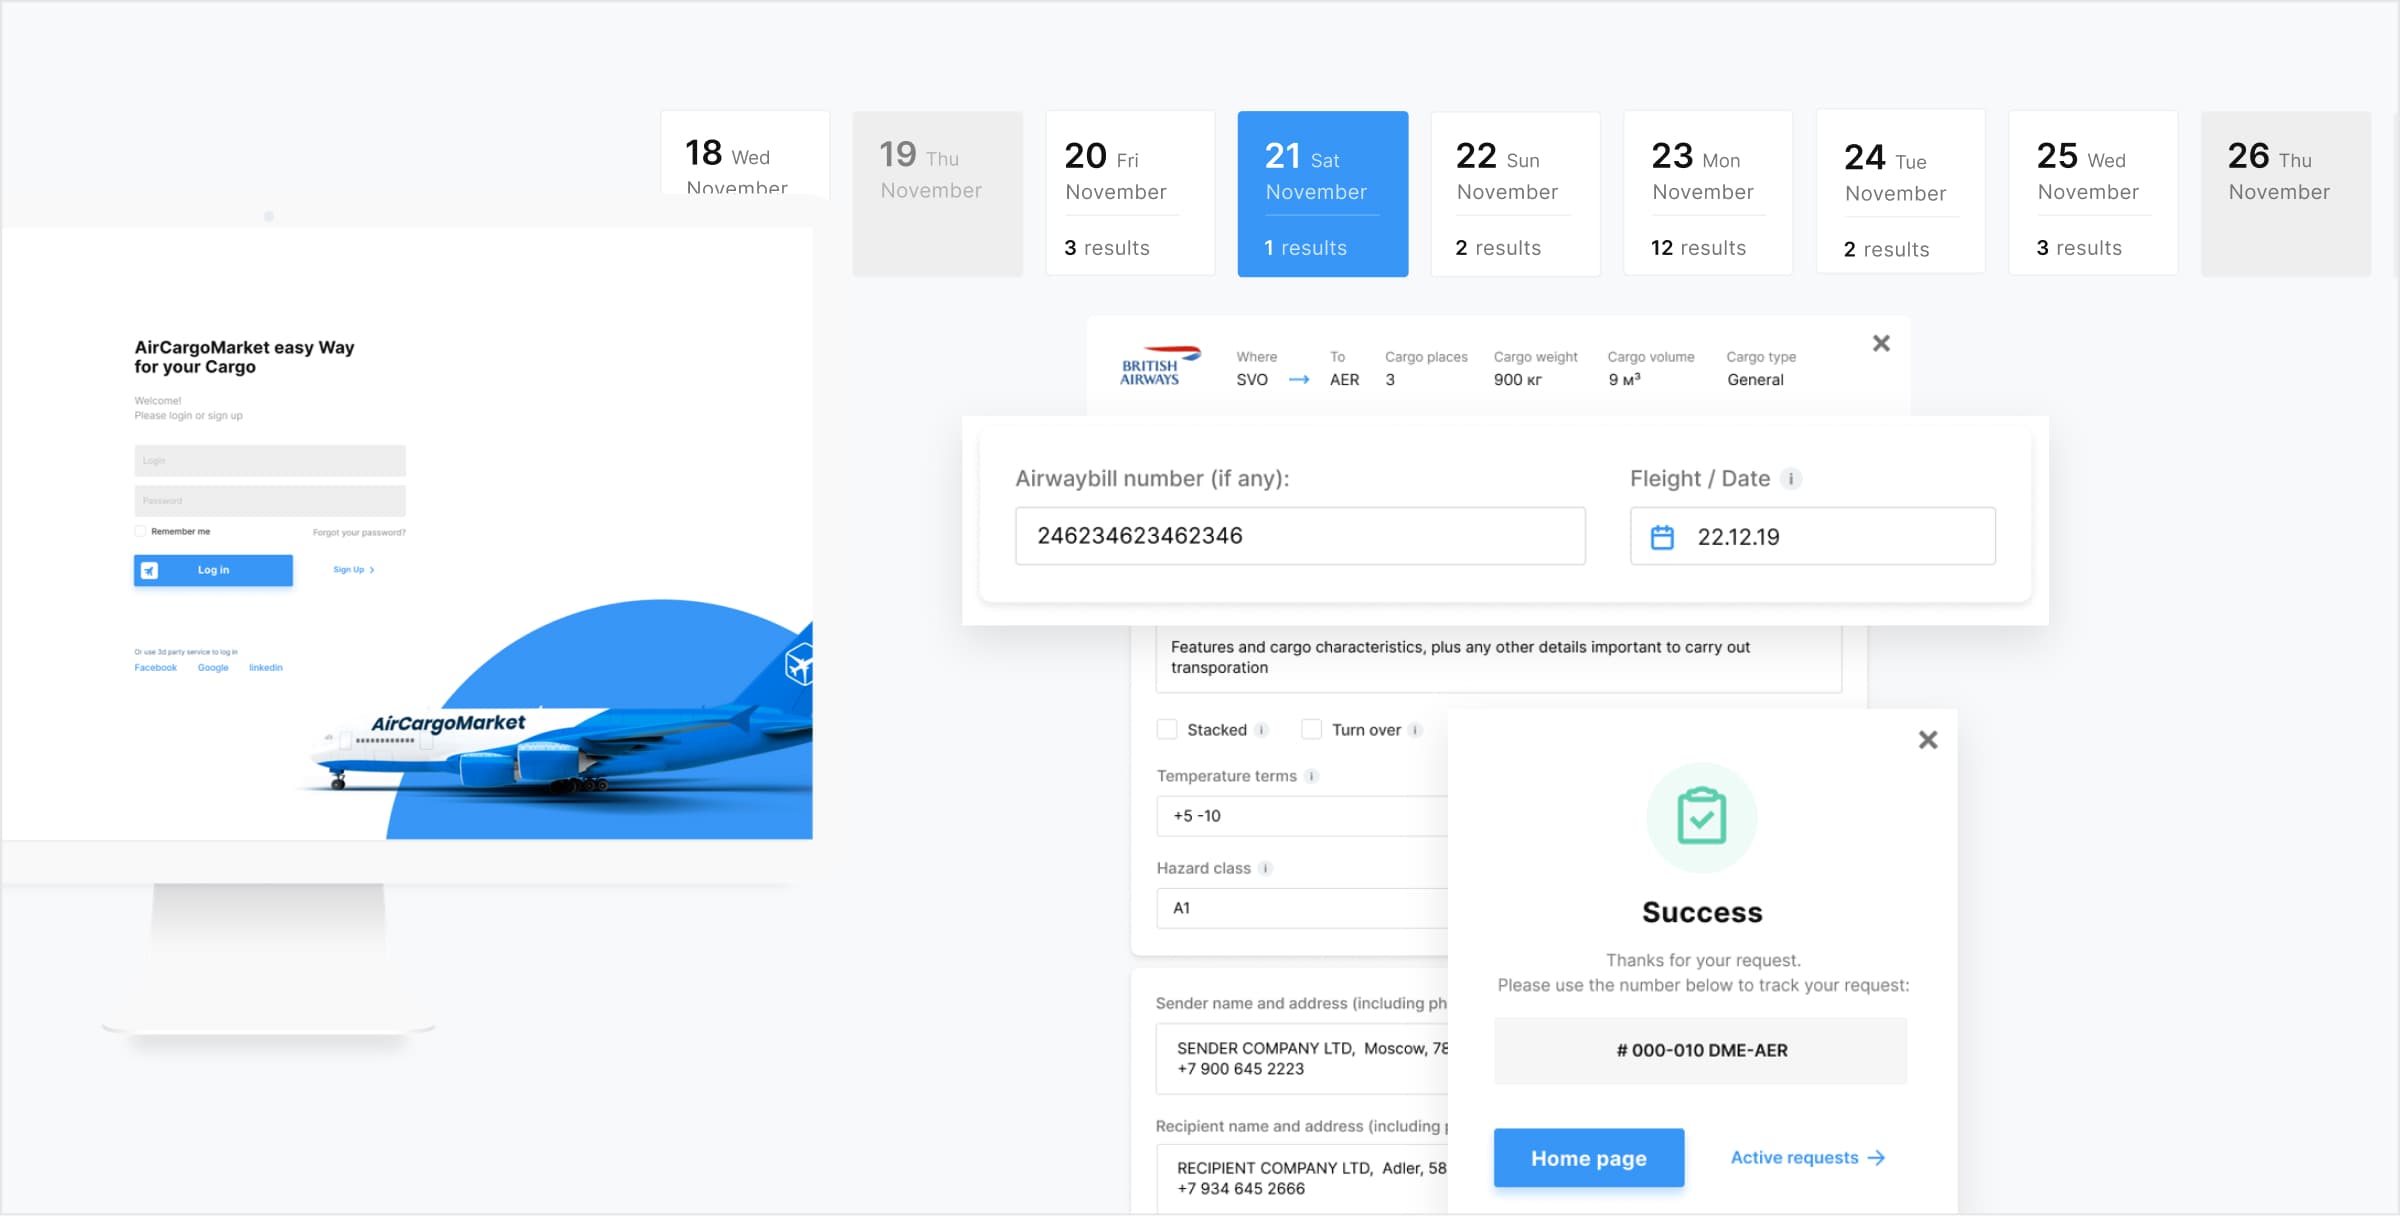 18 Wed
November
19 Thu
November
20 Fri
November
3 results
21 Sat
November
1 results
22 Sun
November
2 results
23 Mon
November
12 results
24 Tue
November
2 results
25 Wed
November
3 results
26 Thu
November
AirCargoMarket easy Way
for your Cargo
Welcome!
Please login or sign up
Login
Password
Remember me
Forgot your password?
Log in
Sign Up
Or use 3d party service to log in
Facebook Google linkedin
AirCargoMarket
BRITISH
AIRWAYS
Where To Cargo places Cargo weight Cargo volume Cargo type
SVO → AER 3 900 кг 9 м³ General
Airwaybill number (if any):
246234623462346
Fleight / Date i
22.12.19
Features and cargo characteristics, plus any other details important to carry out
transporation
Stacked i Turn over i
Temperature terms i
+5 -10
Hazard class i
A1
Sender name and address (including ph
SENDER COMPANY LTD, Moscow, 78
+7 900 645 2223
Recipient name and address (including
RECIPIENT COMPANY LTD, Adler, 58
+7 934 645 2666
Success
Thanks for your request.
Please use the number below to track your request:
# 000-010 DME-AER
Home page
Active requests →